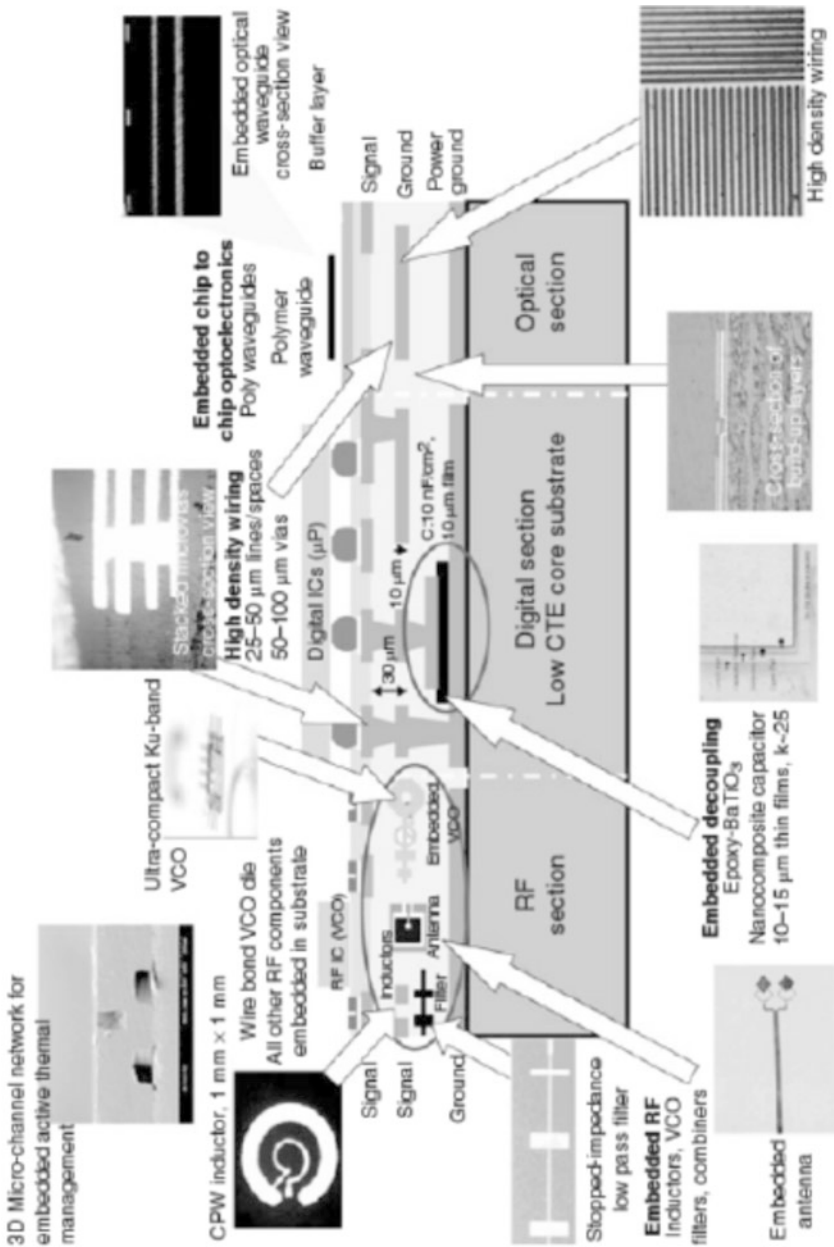 3D Micro-channel network for
embedded active thermal
management
Ultra-compact Ku-band
VCO
Stacked microvias
cross-section view
High density wiring
25–50 μm lines/spaces
50–100 μm vias
Embedded chip to
chip optoelectronics
Poly waveguides
Polymer
waveguide
Embedded optical
waveguide
cross-section view
Buffer layer
CPW inductor, 1 mm x 1 mm
Wire bond VCO die
All other RF components
embedded in substrate
RF IC (VCO)
Digital ICs (μP)
Signal
Signal
Ground
Inductors
Filter
Antenna
Embedded
VCO
30 μm
10 μm
C:10 nF/cm²,
10 μm film
Signal
Ground
Power
ground
RF
section
Digital section
Low CTE core substrate
Optical
section
Stopped-impedance
low pass filter
Embedded RF
Inductors, VCO
filters, combiners
Embedded
antenna
Embedded decoupling
Epoxy-BaTiO₃
Nanocomposite capacitor
10–15 μm thin films, k~25
Cross-section of
build-up layers
High density wiring